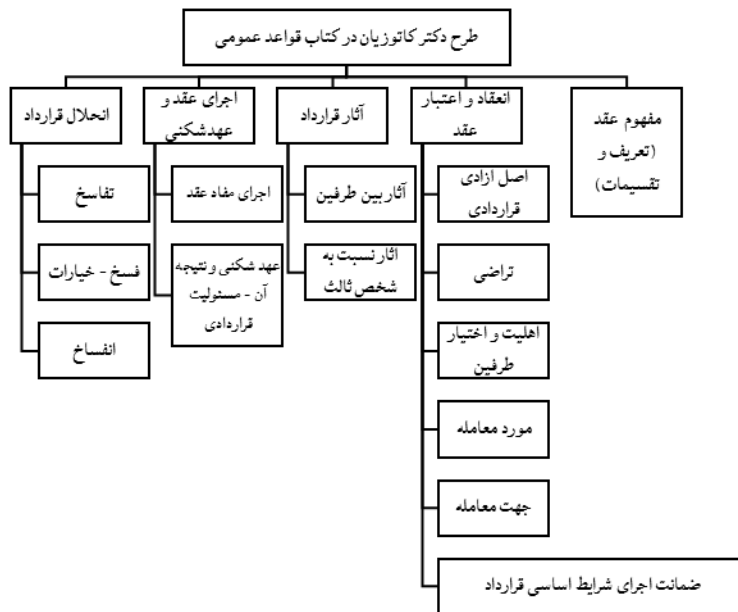 طرح دکتر کاتوزیان در کتاب قواعد عمومی
مفهوم عقد
(تعریف و
تقسیمات)
انعقاد و اعتبار
عقد
اصل ازادی
قراردادی
تراضی
اهلیت و اختیار
طرفین
مورد معامله
جهت معامله
ضمانت اجرای شرایط اساسی قرارداد
آثار قرارداد
آثار بین طرفین
اثار نسبت به
شخص ثالث
اجرای عقد و
عهدشکنی
اجرای مفاد عقد
عهد شکنی و نتیجه
آن - مسئولیت
قراردادی
انحلال قرارداد
تفاسخ
فسخ - خیارات
انفساخ